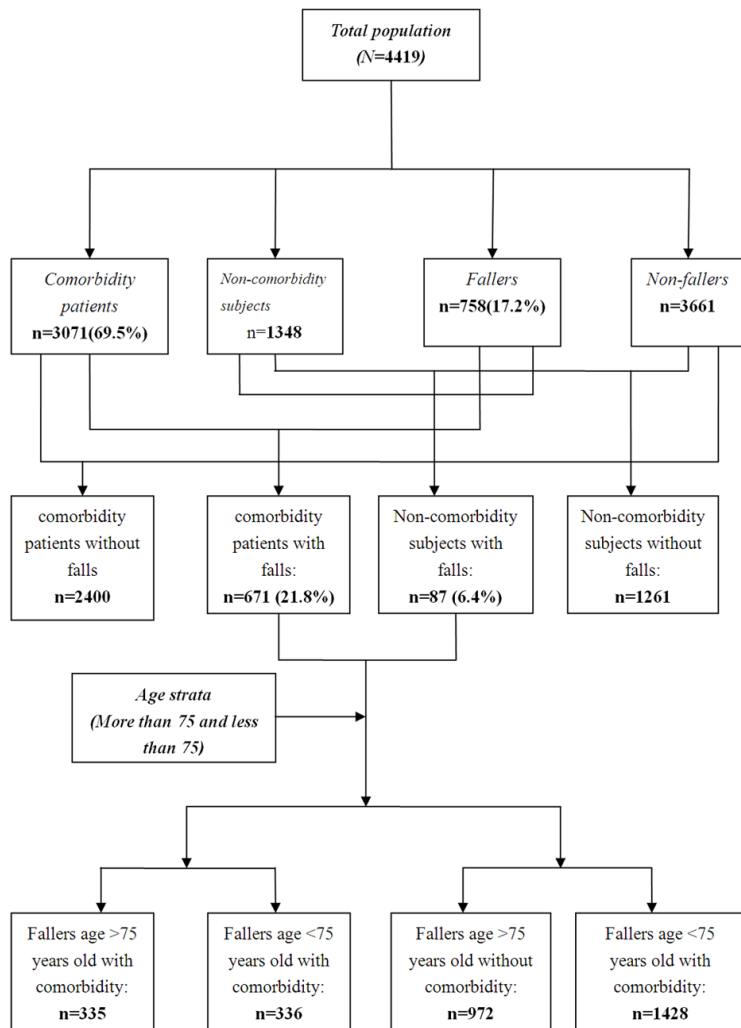 Total population
(N=4419)
Comorbidity
patients
n=3071(69.5%)
Non-comorbidity
subjects
n=1348
Fallers
n=758(17.2%)
Non-fallers
n=3661
comorbidity
patients without
falls
n=2400
comorbidity
patients with
falls:
n=671 (21.8%)
Non-comorbidity
subjects with
falls:
n=87 (6.4%)
Non-comorbidity
subjects without
falls:
n=1261
Age strata
(More than 75 and less
than 75)
Fallers age >75
years old with
comorbidity:
n=335
Fallers age <75
years old with
comorbidity:
n=336
Fallers age >75
years old without
comorbidity:
n=972
Fallers age <75
years old with
comorbidity:
n=1428